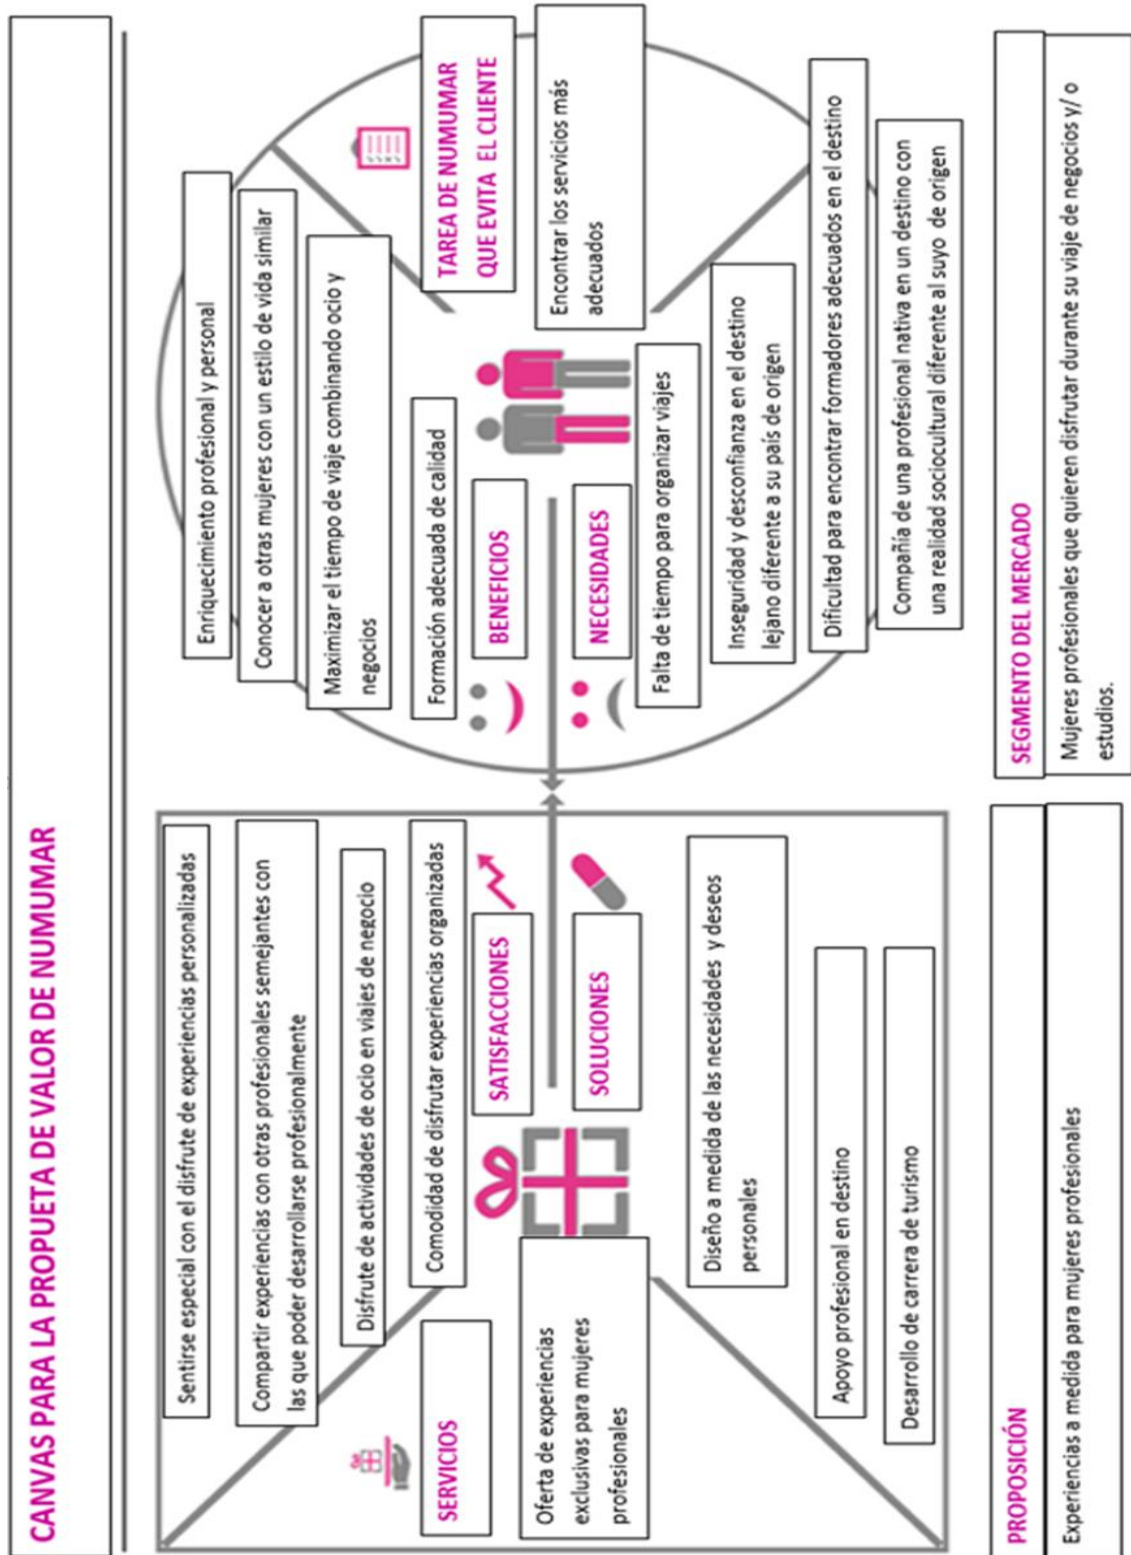 CANVAS PARA LA PROPUETA DE VALOR DE NUMUMAR
Sentirse especial con el disfrute de experiencias personalizadas
Compartir experiencias con otras profesionales semejantes con
las que poder desarrollarse profesionalmente
Disfrute de actividades de ocio en viajes de negocio
Comodidad de disfrutar experiencias organizadas
SATISFACCIONES
SERVICIOS
Oferta de experiencias
exclusivas para mujeres
profesionales
SOLUCIONES
Diseño a medida de las necesidades y deseos
personales
Apoyo profesional en destino
Desarrollo de carrera de turismo
Enriquecimiento profesional y personal
Conocer a otras mujeres con un estilo de vida similar
Maximizar el tiempo de viaje combinando ocio y
negocios
Formación adecuada de calidad
BENEFICIOS
TAREA DE NUMUMAR
QUE EVITA EL CLIENTE
Encontrar los servicios más
adecuados
NECESIDADES
Falta de tiempo para organizar viajes
Inseguridad y desconfianza en el destino
lejano diferente a su país de origen
Dificultad para encontrar formadores adecuados en el destino
Compañía de una profesional nativa en un destino con
una realidad sociocultural diferente al suyo de origen
PROPOSICIÓN
Experiencias a medida para mujeres profesionales
SEGMENTO DEL MERCADO
Mujeres profesionales que quieren disfrutar durante su viaje de negocios y/ o
estudios.